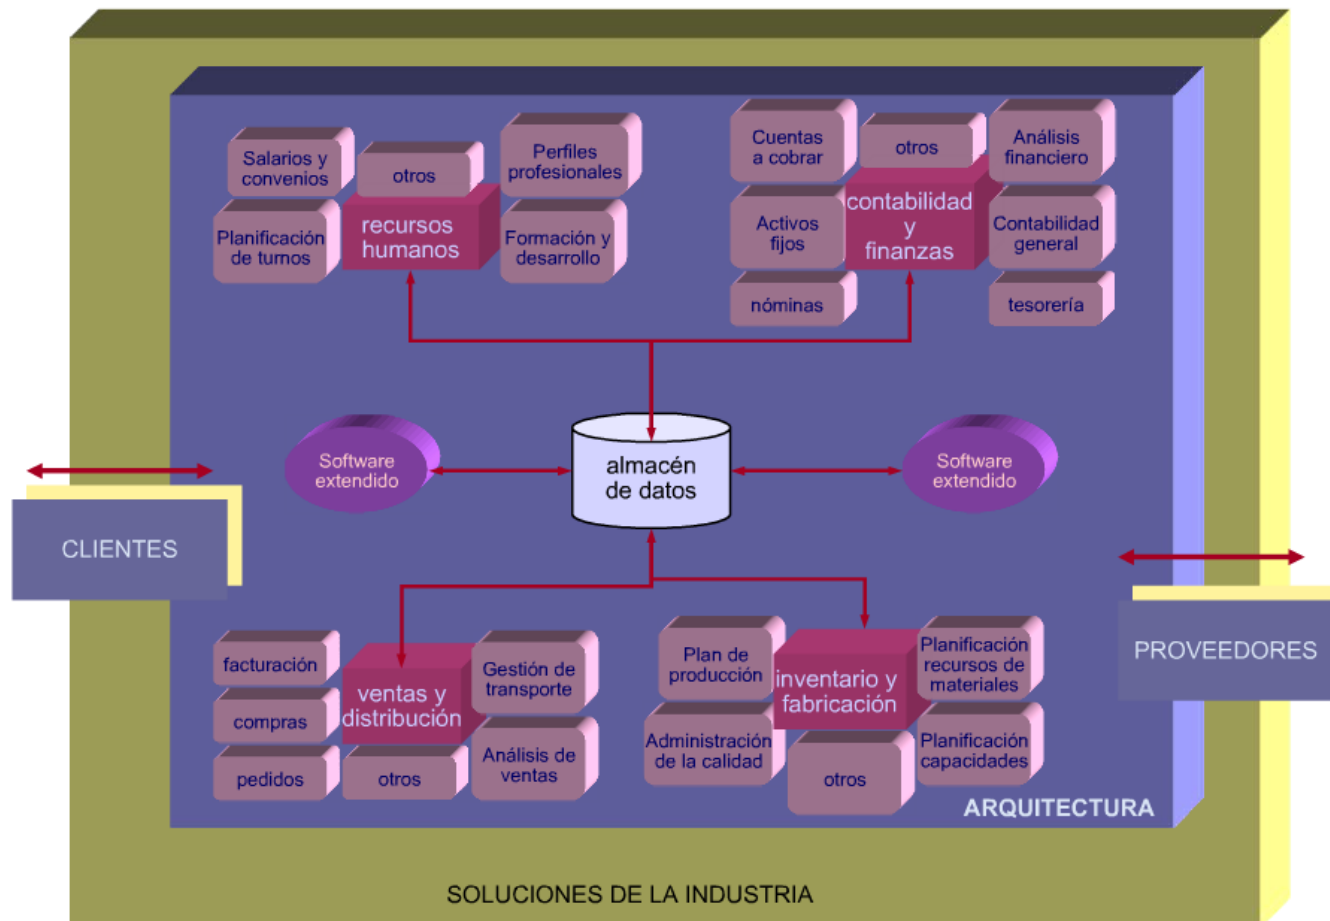 Salarios y
convenios
otros
Perfiles
profesionales
Planificación
de turnos
recursos
humanos
Formación y
desarrollo
Cuentas
a cobrar
otros
Análisis
financiero
Activos
fijos
contabilidad
y
finanzas
Contabilidad
general
nóminas
tesorería
Software
extendido
almacén
de datos
Software
extendido
CLIENTES
PROVEEDORES
facturación
Gestión de
transporte
compras
ventas y
distribución
pedidos
otros
Análisis de
ventas
Plan de
producción
inventario y
fabricación
Planificación
recursos de
materiales
Administración
de la calidad
otros
Planificación
capacidades
ARQUITECTURA
SOLUCIONES DE LA INDUSTRIA